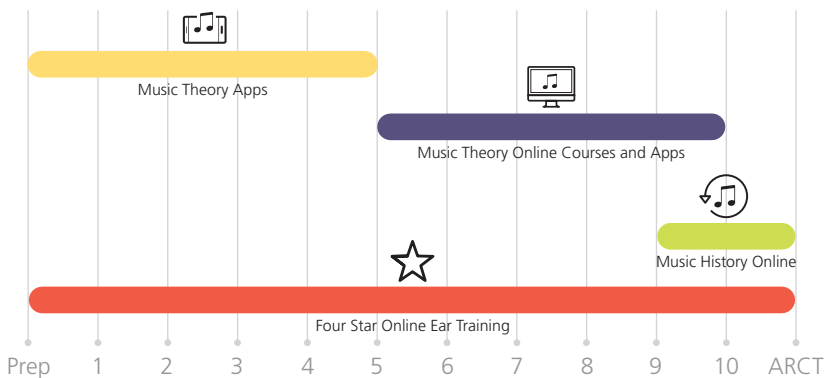 Music Theory Apps
Music Theory Online Courses and Apps
Music History Online
Four Star Online Ear Training
Prep 1 2 3 4 5 6 7 8 9 10 ARCT